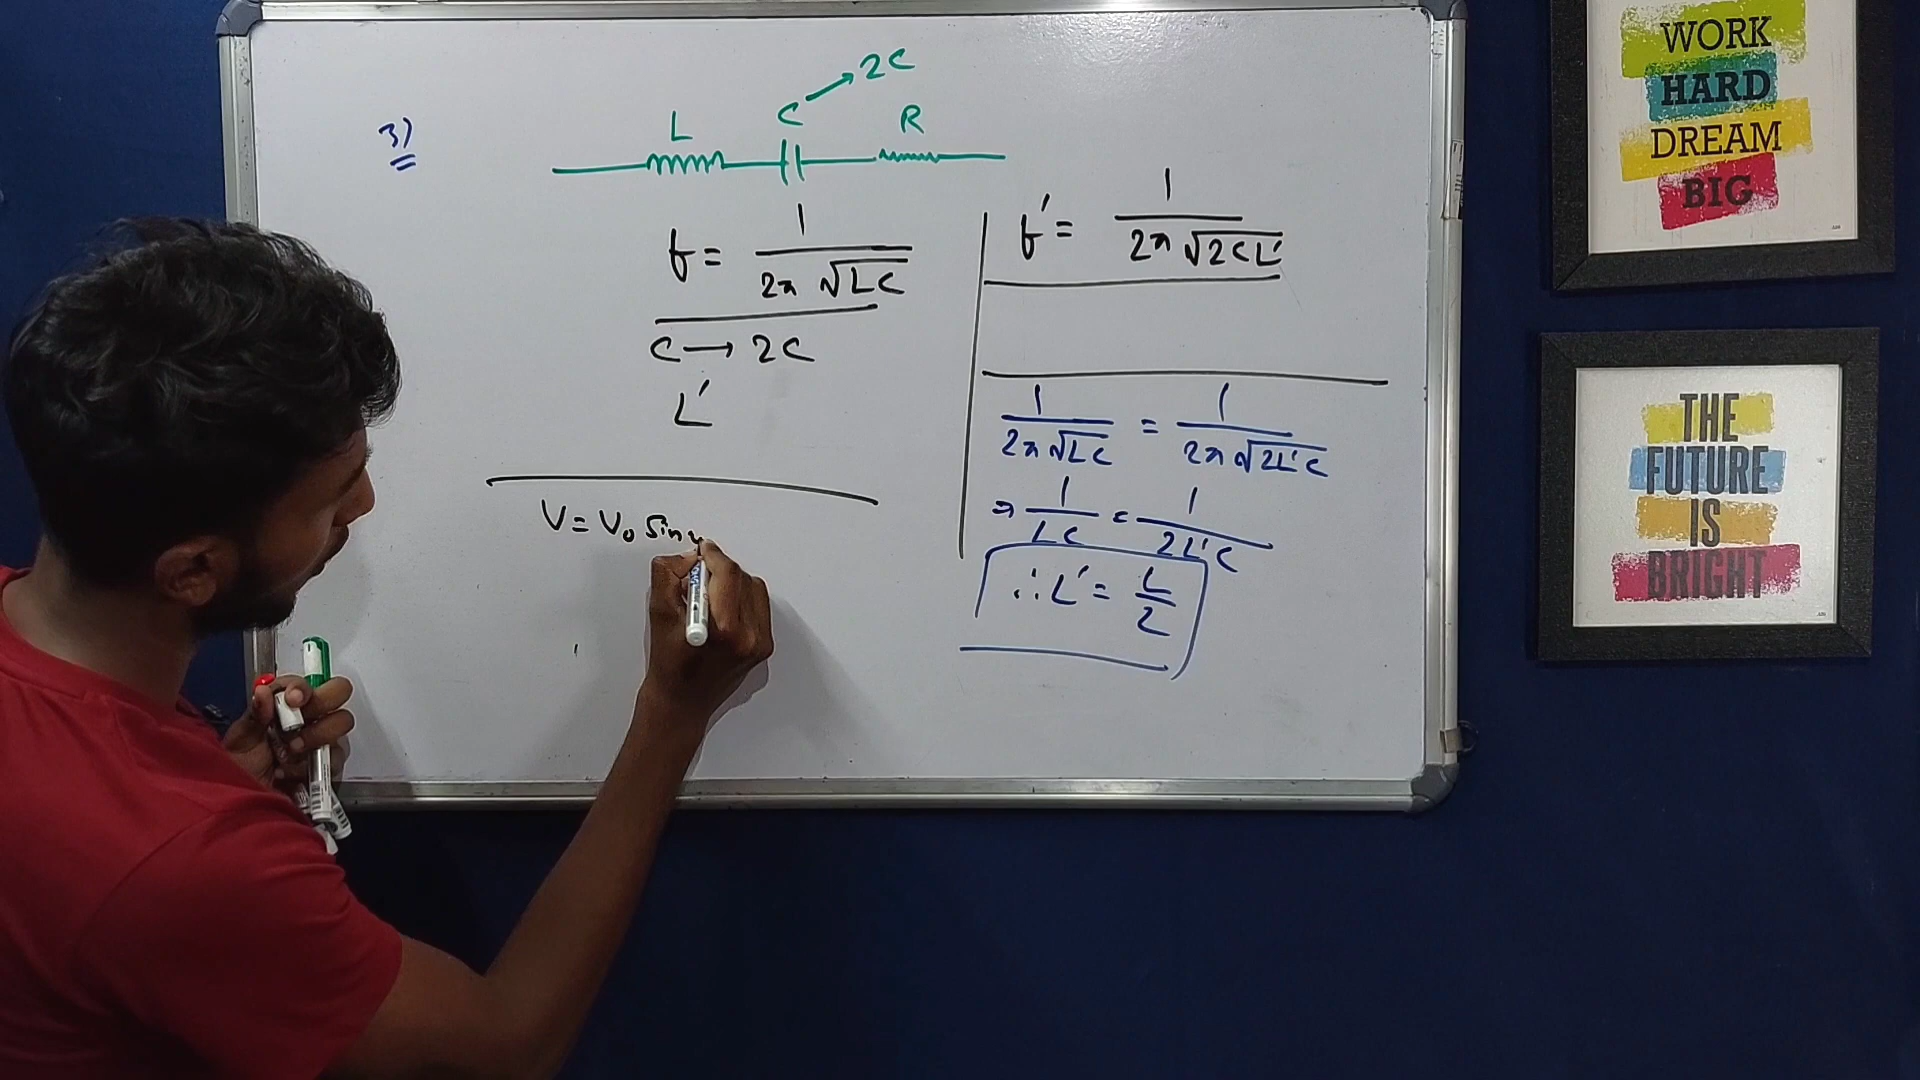 3)
L C → 2C R
f = 1 / 2π √LC
C → 2C
L'
V = V₀ Sin
f' = 1 / 2π √2CL'
1 / 2π √LC = 1 / 2π √2L'C
⇒ 1 / LC = 1 / 2L'C
∴ L' = L / 2
WORK
HARD
DREAM
BIG
THE
FUTURE
IS
BRIGHT